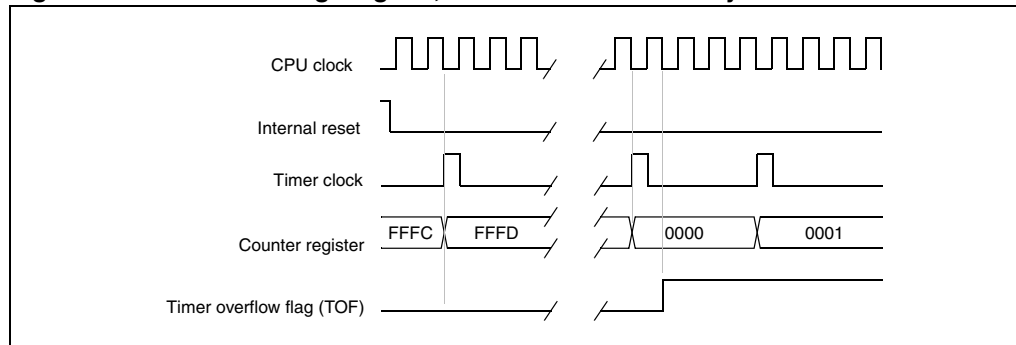 CPU clock
Internal reset
Timer clock
Counter register FFFC FFFD 0000 0001
Timer overflow flag (TOF)